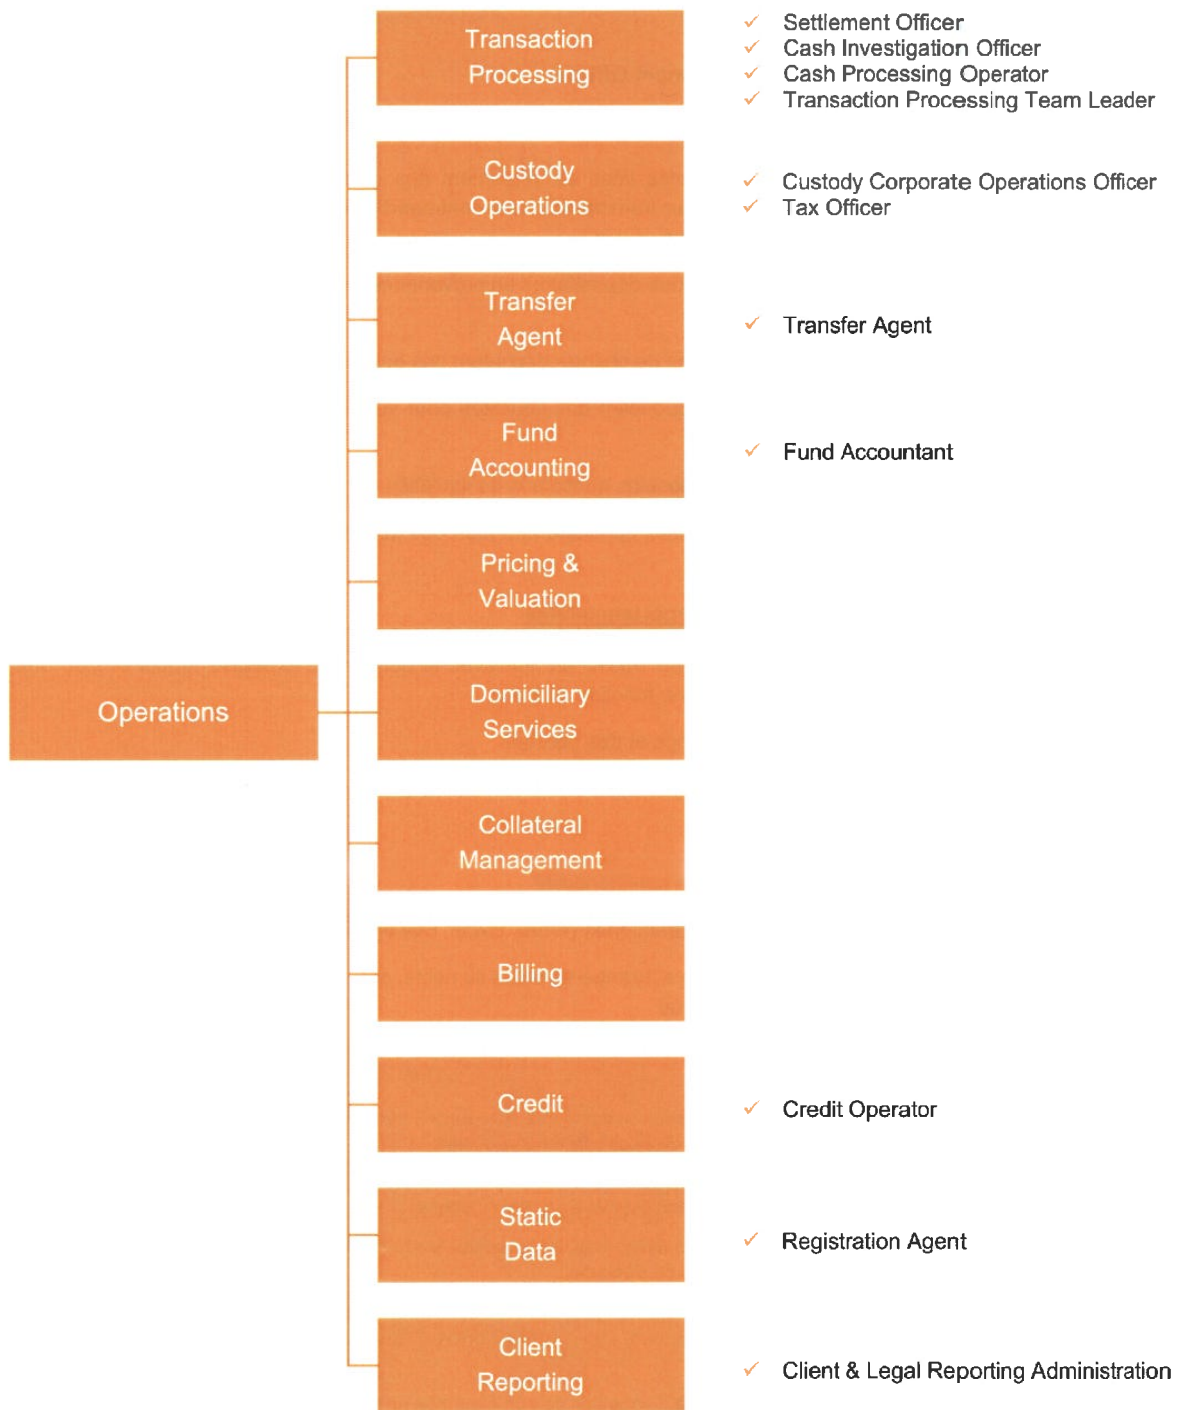 Transaction
Processing
✓ Settlement Officer
✓ Cash Investigation Officer
✓ Cash Processing Operator
✓ Transaction Processing Team Leader
Custody
Operations
✓ Custody Corporate Operations Officer
✓ Tax Officer
Transfer
Agent
✓ Transfer Agent
Fund
Accounting
✓ Fund Accountant
Pricing &
Valuation
Operations
Domiciliary
Services
Collateral
Management
Billing
Credit
✓ Credit Operator
Static
Data
✓ Registration Agent
Client
Reporting
✓ Client & Legal Reporting Administration